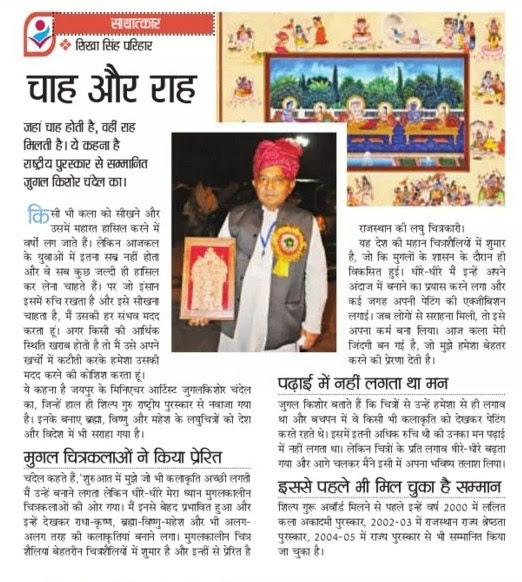 साक्षात्कार
शिखा सिंह परिहार
चाह और राह
जहां चाह होती है, वहीं राह
मिलती है। ये कहना है
राष्ट्रीय पुरस्कार से सम्मानित
जुगल किशोर चंदेल का।
किसी भी कला को सीखने और
उसमें महारत हासिल करने में
वर्षों लग जाते हैं। लेकिन आजकल
के युवाओं में इतना सब्र नहीं होता
और वे सब कुछ जल्दी ही हासिल
कर लेना चाहते हैं। पर जो इंसान
इसमें रुचि रखता है और इसे सीखना
चाहता है, मैं उसकी हर संभव मदद
करता हूं। अगर किसी की आर्थिक
स्थिति खराब होती है तो मैं उसे अपने
खर्चों में कटौती करके हमेशा उसकी
मदद करने की कोशिश करता हूं।
ये कहना है जयपुर के मिनिएचर आर्टिस्ट जुगलकिशोर चंदेल
का, जिन्हें हाल ही शिल्प गुरु राष्ट्रीय पुरस्कार से नवाजा गया
है। इनके बनाए ब्रह्मा, विष्णु और महेश के लघुचित्रों को देश
और विदेश में भी सराहा गया है।
मुगल चित्रकलाओं ने किया प्रेरित
चंदेल कहते हैं, 'शुरुआत में मुझे जो भी कलाकृति अच्छी लगती
मैं उन्हें बनाने लगता लेकिन धीरे-धीरे मेरा ध्यान मुगलकालीन
चित्रकलाओं की ओर गया। मैं इनसे बेहद प्रभावित हुआ और
इन्हें देखकर राधा-कृष्ण, ब्रह्मा-विष्णु-महेश और भी अलग-
अलग तरह की कलाकृतियां बनाने लगा। मुगलकालीन चित्र
शैलियां बेहतरीन चित्रशैलियों में शुमार है और इन्हीं से प्रेरित है
राजस्थान की लघु चित्रकारी।
यह देश की महान चित्रशैलियों में शुमार
है, जो कि मुगलों के शासन के दौरान ही
विकसित हुई। धीरे-धीरे मैं इन्हें अपने
अंदाज में बनाने का प्रयास करने लगा और
कई जगह अपनी पेंटिंग की एक्जीबिशन
लगाई। जब लोगों से सराहना मिली, तो इसे
अपना कर्म बना लिया। आज कला मेरी
जिंदगी बन गई है, जो मुझे हमेशा बेहतर
करने की प्रेरणा देती है।
पढ़ाई में नहीं लगता था मन
जुगल किशोर बताते हैं कि चित्रों से उन्हें हमेशा से ही लगाव
था और बचपन में वे किसी भी कलाकृति को देखकर पेंटिंग
करते रहते थे। इसमें इतनी अधिक रुचि थी की उनका मन पढ़ाई
में नहीं लगता था। लेकिन चित्रों के प्रति लगाव धीरे-धीरे बढ़ता
गया और आगे चलकर मैंने इसी में अपना भविष्य तलाश लिया।
इससे पहले भी मिल चुका है सम्मान
शिल्प गुरू अवॉर्ड मिलने से पहले इन्हें वर्ष 2000 में ललित
कला अकादमी पुरस्कार, 2002-03 में राजस्थान राज्य श्रेष्ठता
पुरस्कार, 2004-05 में राज्य पुरस्कार से भी सम्मानित किया
जा चुका है।